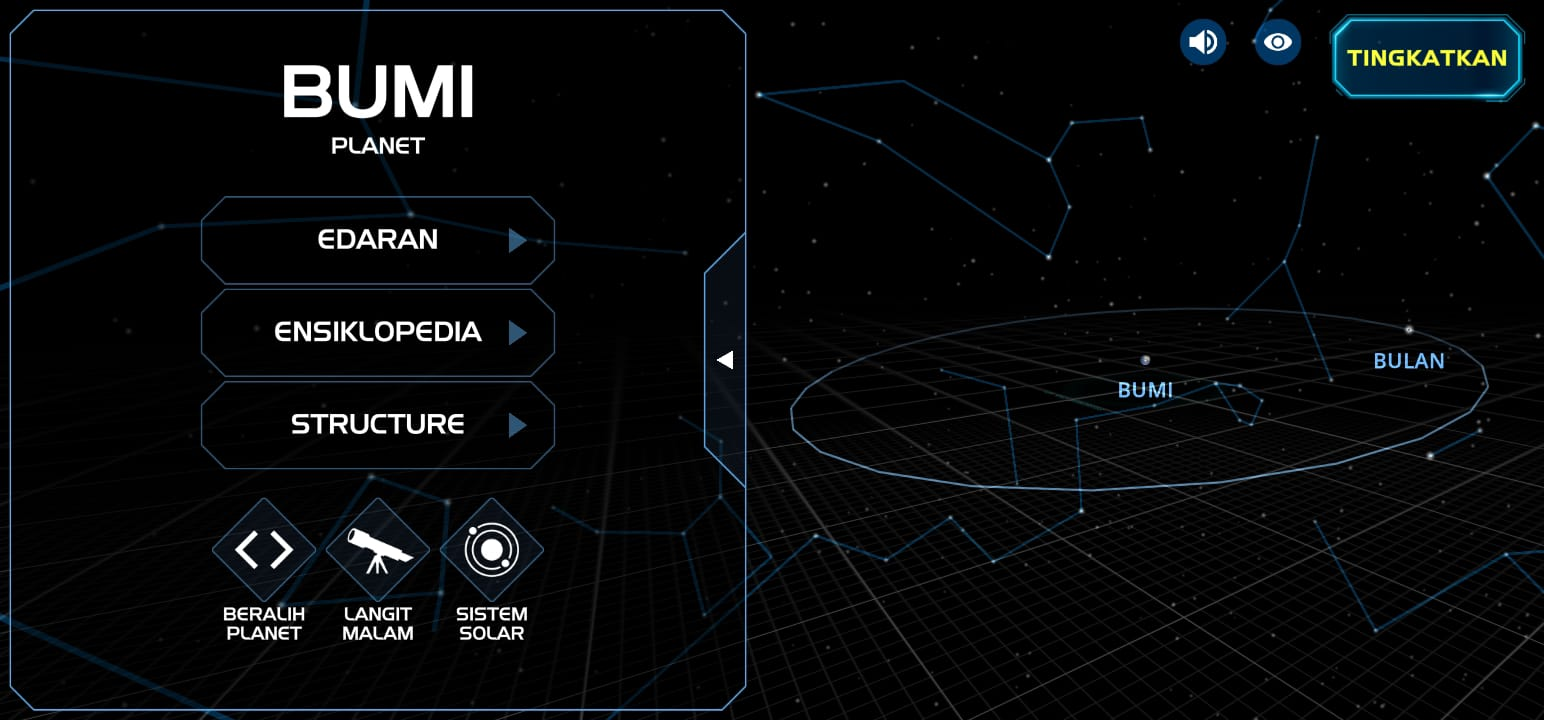 BUMI
PLANET
EDARAN
ENSIKLOPEDIA
STRUCTURE
BERALIH
PLANET
LANGIT
MALAM
SISTEM
SOLAR
TINGKATKAN
BUMI
BULAN